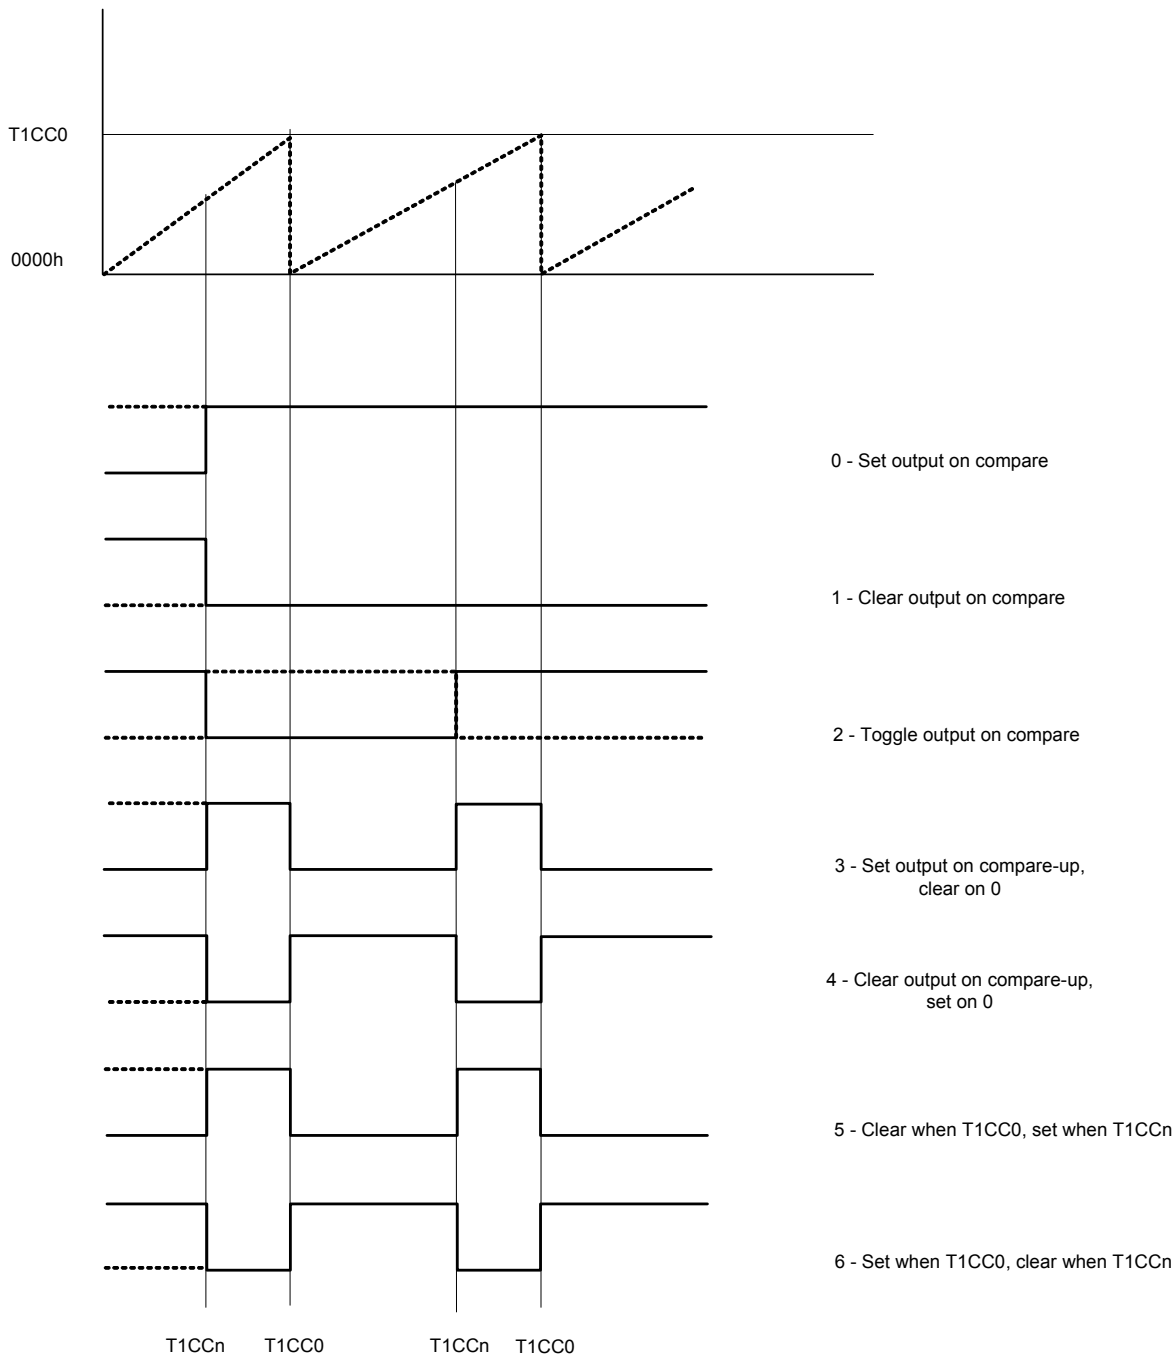 T1CC0
0000h
0 - Set output on compare
1 - Clear output on compare
2 - Toggle output on compare
3 - Set output on compare-up,
clear on 0
4 - Clear output on compare-up,
set on 0
5 - Clear when T1CC0, set when T1CCn
6 - Set when T1CC0, clear when T1CCn
T1CCn T1CC0 T1CCn T1CC0